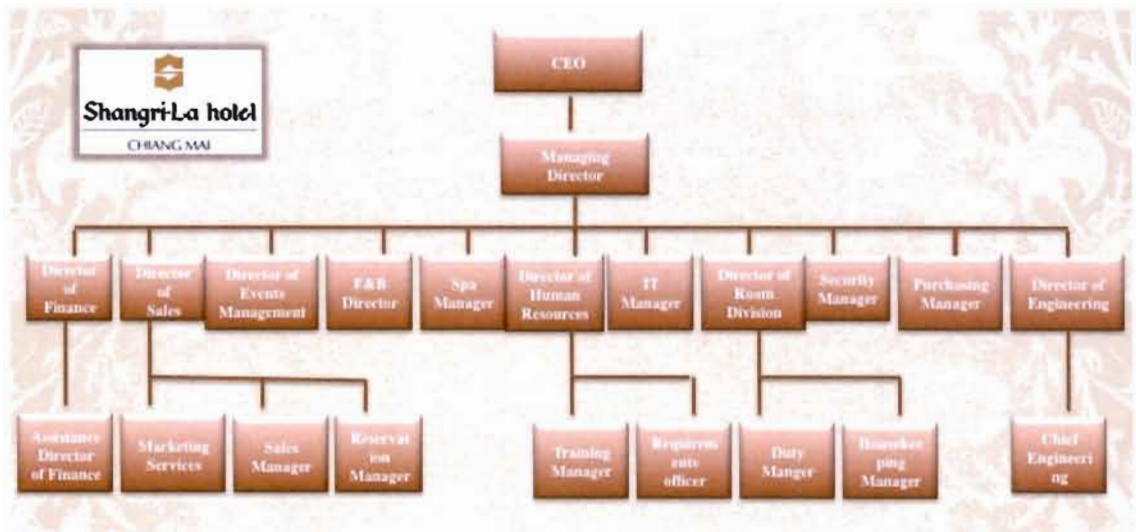 Shangri-La hotel
CHIANG MAI
CEO
Managing
Director
Director
of
Finance
Director
of
Sales
Director of
Events
Management
F&B
Director
Spa
Manager
Director of
Human
Resources
IT
Manager
Director of
Room
Division
Security
Manager
Purchasing
Manager
Director of
Engineering
Assistance
Director
of Finance
Marketing
Services
Sales
Manager
Reservat
ion
Manager
Training
Manager
Requirem
ents
officer
Duty
Manger
Housekee
ping
Manager
Chief
Engineeri
ng